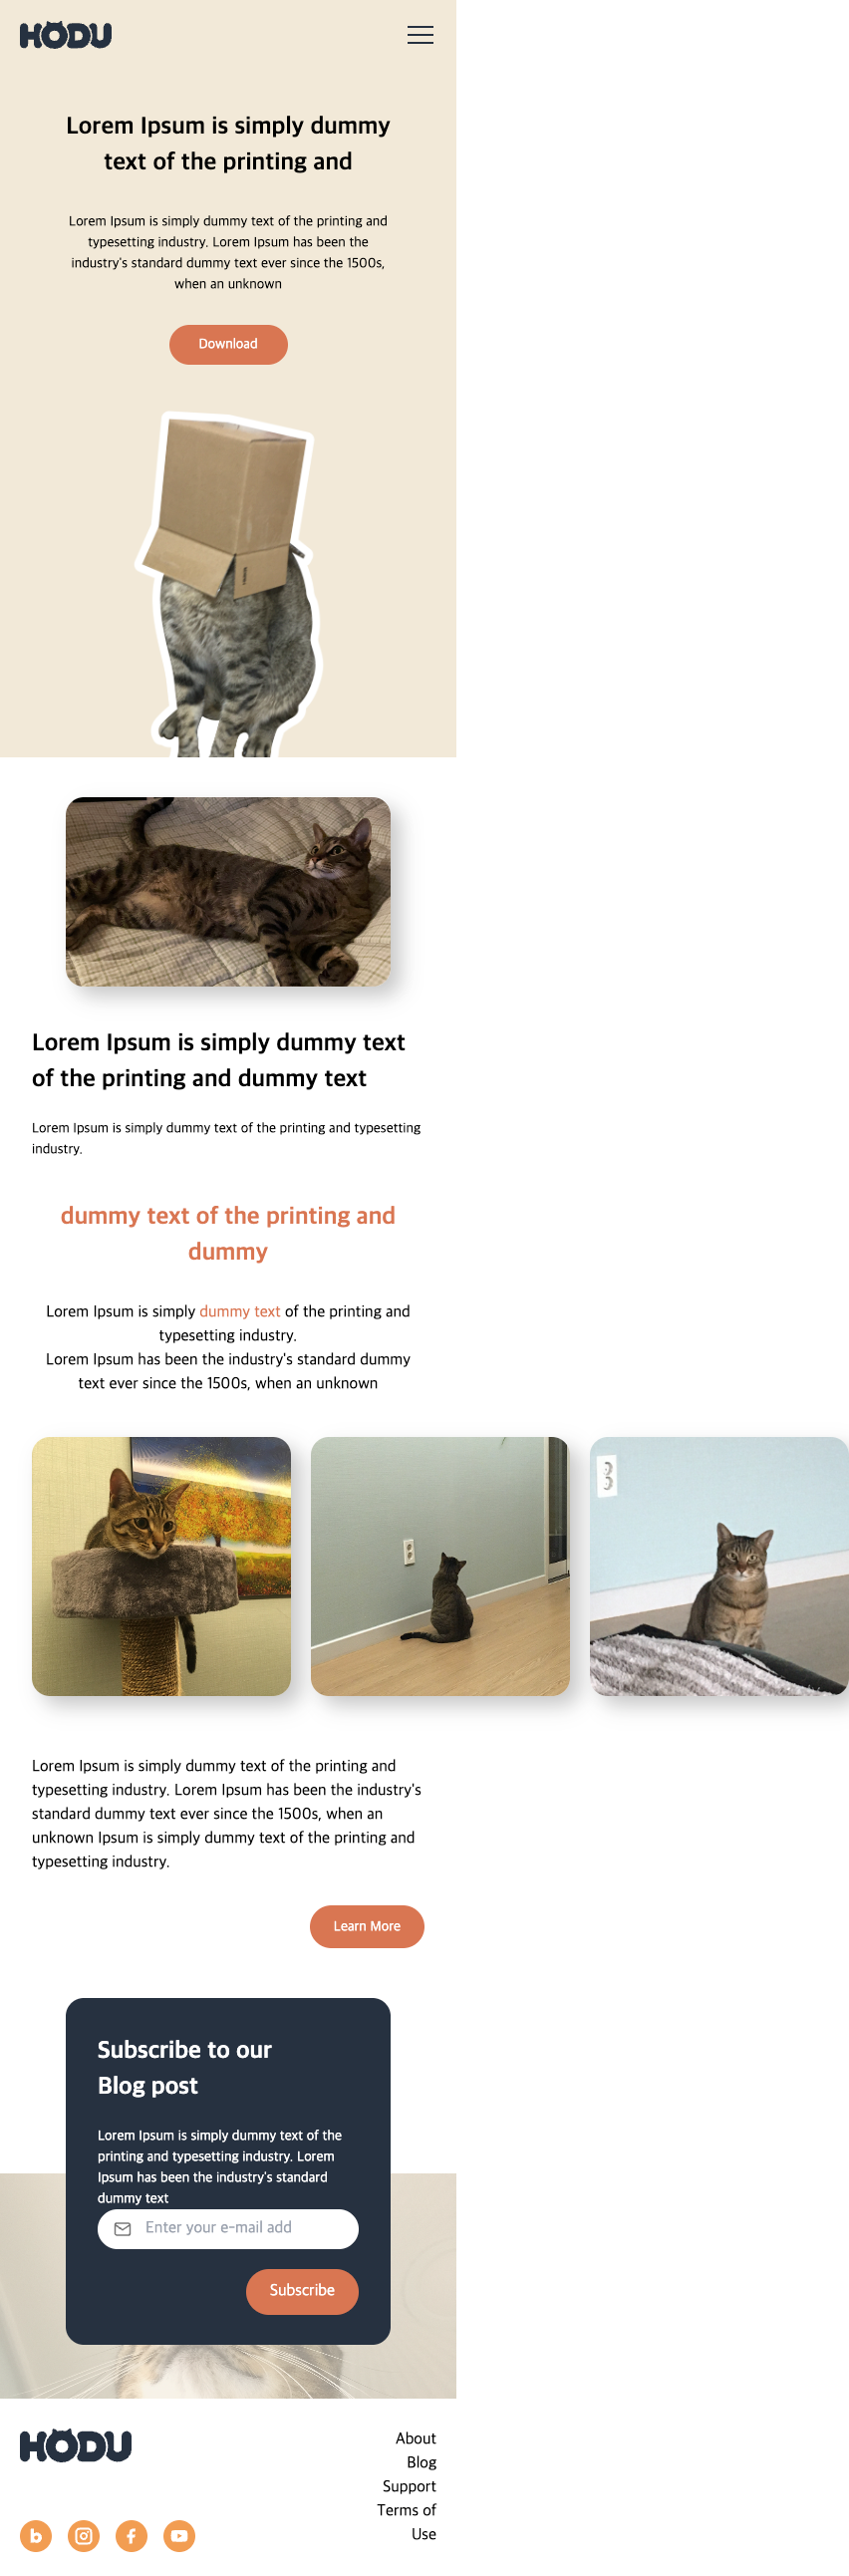 HODU
Lorem Ipsum is simply dummy
text of the printing and
Lorem Ipsum is simply dummy text of the printing and
typesetting industry. Lorem Ipsum has been the
industry's standard dummy text ever since the 1500s,
when an unknown
Download
Lorem Ipsum is simply dummy text
of the printing and dummy text
Lorem Ipsum is simply dummy text of the printing and typesetting
industry.
dummy text of the printing and
dummy
Lorem Ipsum is simply dummy text of the printing and
typesetting industry.
Lorem Ipsum has been the industry's standard dummy
text ever since the 1500s, when an unknown
Lorem Ipsum is simply dummy text of the printing and
typesetting industry. Lorem Ipsum has been the industry's
standard dummy text ever since the 1500s, when an
unknown Ipsum is simply dummy text of the printing and
typesetting industry.
Learn More
Subscribe to our
Blog post
Lorem Ipsum is simply dummy text of the
printing and typesetting industry. Lorem
Ipsum has been the industry's standard
dummy text
Enter your e-mail add
Subscribe
HODU
About
Blog
Support
Terms of
Use